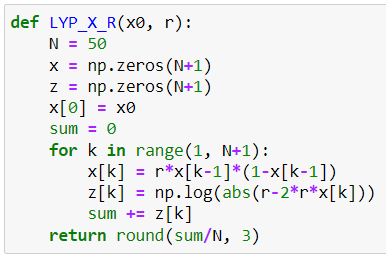 def LYP_X_R(x0, r):
    N = 50
    x = np.zeros(N+1)
    z = np.zeros(N+1)
    x[0] = x0
    sum = 0
    for k in range(1, N+1):
        x[k] = r*x[k-1]*(1-x[k-1])
        z[k] = np.log(abs(r-2*r*x[k]))
        sum += z[k]
    return round(sum/N, 3)